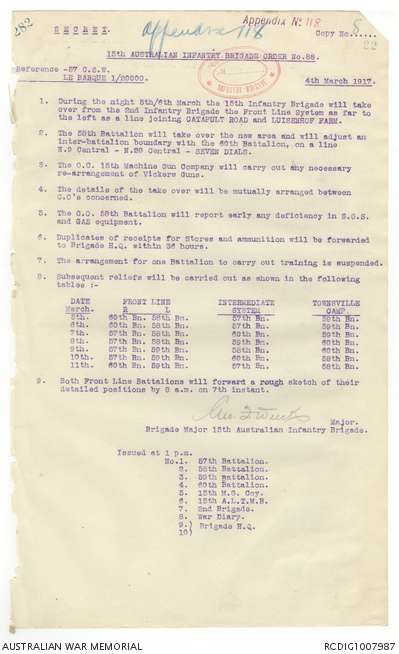 282
Appendix No 118
appendix 118
SECRET.
Copy No....8
22
15th AUSTRALIAN INFANTRY BRIGADE ORDER No.58.
Reference -57 C.S.W.
LE BARQUE 1/20000.
4th March 1917.
1. During the night 5th/6th March the 15th Infantry Brigade will take
over from the 2nd Infantry Brigade the Front Line System as far to
the left as a line joining CATAPULT ROAD and LUISENHOF FARM.
2. The 58th Battalion will take over the new area and will adjust an
inter-battalion boundary with the 60th Battalion, on a line
N.9 Central - N.20 Central - SEVEN DIALS.
3. The O.C. 15th Machine Gun Company will carry out any necessary
re-arrangement of Vickers Guns.
4. The details of the take over will be mutually arranged between
C.O's concerned.
5. The C.O. 58th Battalion will report early any deficiency in S.O.S.
and GAS equipment.
6. Duplicates of receipts for Stores and ammunition will be forwarded
to Brigade H.Q. within 36 hours.
7. The arrangement for one Battalion to carry out training is suspended.
8. Subsequent reliefs will be carried out as shown in the following
tables :-
DATE FRONT LINE INTERMEDIATE TOWNSVILLE
March. R L SYSTEM CAMP.
5th. 60th Bn. 58th Bn. 57th Bn. 59th Bn.
6th. 60th Bn. 58th Bn. 57th Bn. 59th Bn.
7th. 60th Bn. 58th Bn. 57th Bn. 59th Bn.
8th. 57th Bn. 58th Bn. 60th Bn. 59th Bn.
9th. 57th Bn. 59th Bn. 60th Bn. 58th Bn.
10th. 57th Bn. 59th Bn. 60th Bn. 58th Bn.
11th. 60th Bn. 59th Bn. 57th Bn. 58th Bn.
9. Both Front Line Battalions will forward a rough sketch of their
detailed positions by 8 a.m. on 7th instant.
Major.
Brigade Major 15th Australian Infantry Brigade.
Issued at 1 p.m.
No.1. 57th Battalion.
2. 58th Battalion.
3. 59th Battalion.
4. 60th Battalion.
5. 15th M.G. Coy.
6. 15th A.L.T.M.B.
7. 2nd Brigade.
8. War Diary.
9.) Brigade H.Q.
10)
AUSTRALIAN WAR MEMORIAL
RCDIG1007987